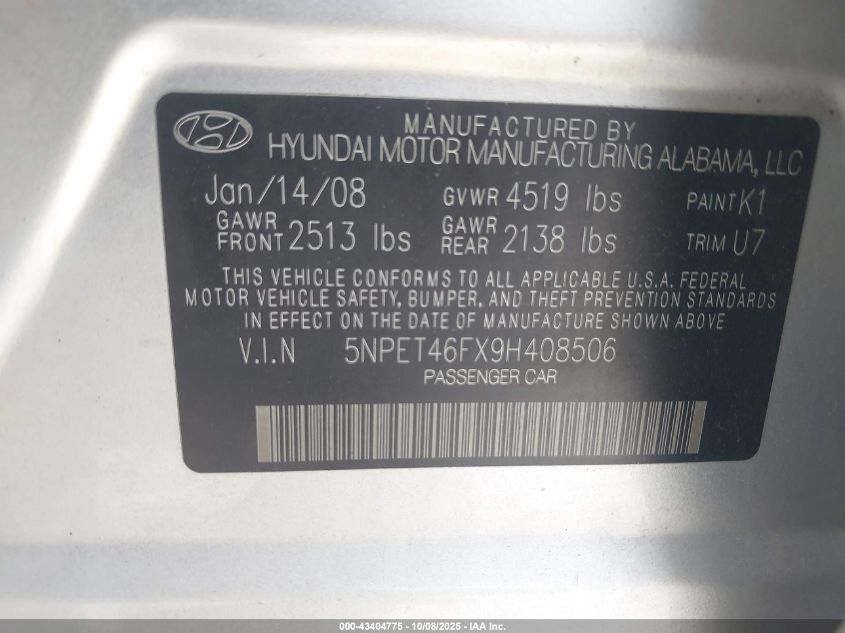 MANUFACTURED BY
HYUNDAI MOTOR MANUFACTURING ALABAMA, LLC
Jan/14/08 GVWR 4519 lbs PAINT K1
GAWR FRONT 2513 lbs GAWR REAR 2138 lbs TRIM U7
THIS VEHICLE CONFORMS TO ALL APPLICABLE U.S.A. FEDERAL
MOTOR VEHICLE SAFETY, BUMPER, AND THEFT PREVENTION STANDARDS
IN EFFECT ON THE DATE OF MANUFACTURE SHOWN ABOVE
V.I.N 5NPET46FX9H408506
PASSENGER CAR
000-43404775 - 10/08/2025 - IAA Inc.